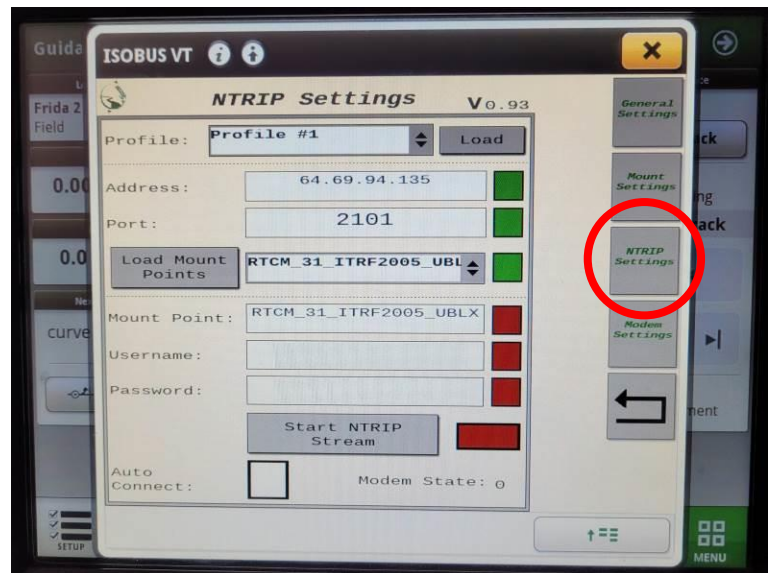 Guida
ISOBUS VT
NTRIP Settings V0.93
Profile: Profile #1 Load
Address: 64.69.94.135
Port: 2101
Load Mount
Points
RTCM_31_ITRF2005_UBL
Mount Point: RTCM_31_ITRF2005_UBLX
Username:
Password:
Start NTRIP
Stream
Auto
Connect:
Modem State: 0
General
Settings
Mount
Settings
NTRIP
Settings
Modem
Settings
Frida 2
Field
0.00
0.0
Ne
curve
SETUP
ck
ng
ack
ment
MENU